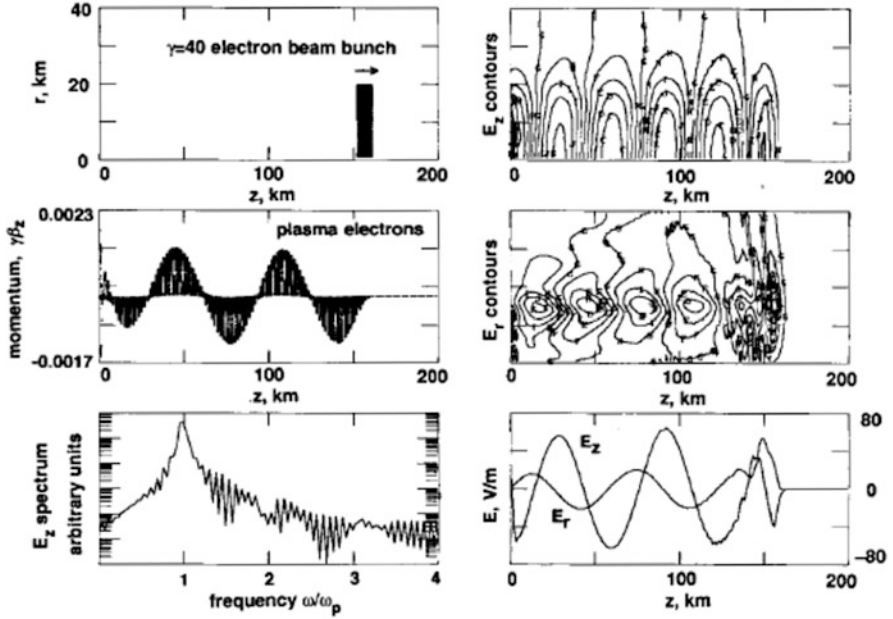 40
20
0
r, km
γ=40 electron beam bunch
0
100
200
z, km
E_z contours
0
100
200
z, km
0.0023
-0.0017
momentum, γβ_z
plasma electrons
0
100
200
z, km
E_r contours
0
100
200
z, km
E_z spectrum
arbitrary units
1
2
3
4
frequency ω/ω_p
E_z
E_r
80
0
-80
E, V/m
0
100
200
z, km